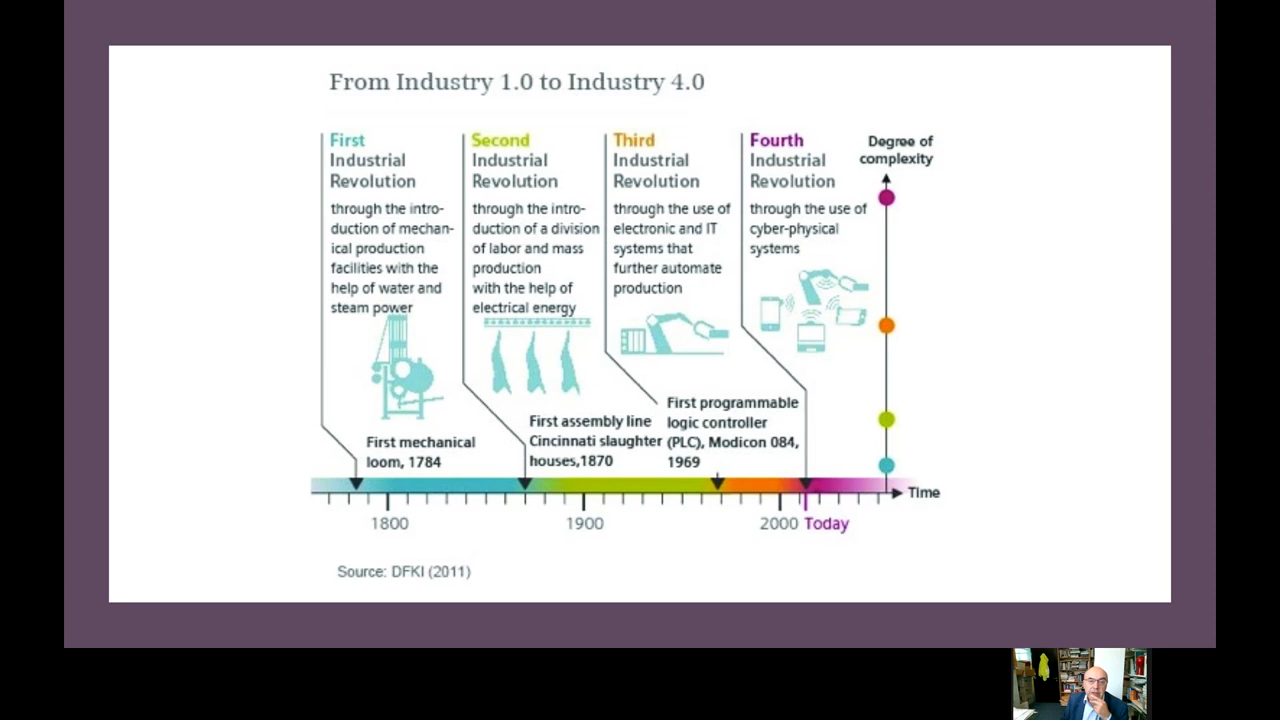 From Industry 1.0 to Industry 4.0
First
Industrial
Revolution
through the intro-
duction of mechan-
ical production
facilities with the
help of water and
steam power
First mechanical
loom, 1784
Second
Industrial
Revolution
through the intro-
duction of a division
of labor and mass
production
with the help of
electrical energy
First assembly line
Cincinnati slaughter
houses,1870
Third
Industrial
Revolution
through the use of
electronic and IT
systems that
further automate
production
First programmable
logic controller
(PLC), Modicon 084,
1969
Fourth
Industrial
Revolution
through the use of
cyber-physical
systems
Degree of
complexity
Time
1800
1900
2000
Today
Source: DFKI (2011)